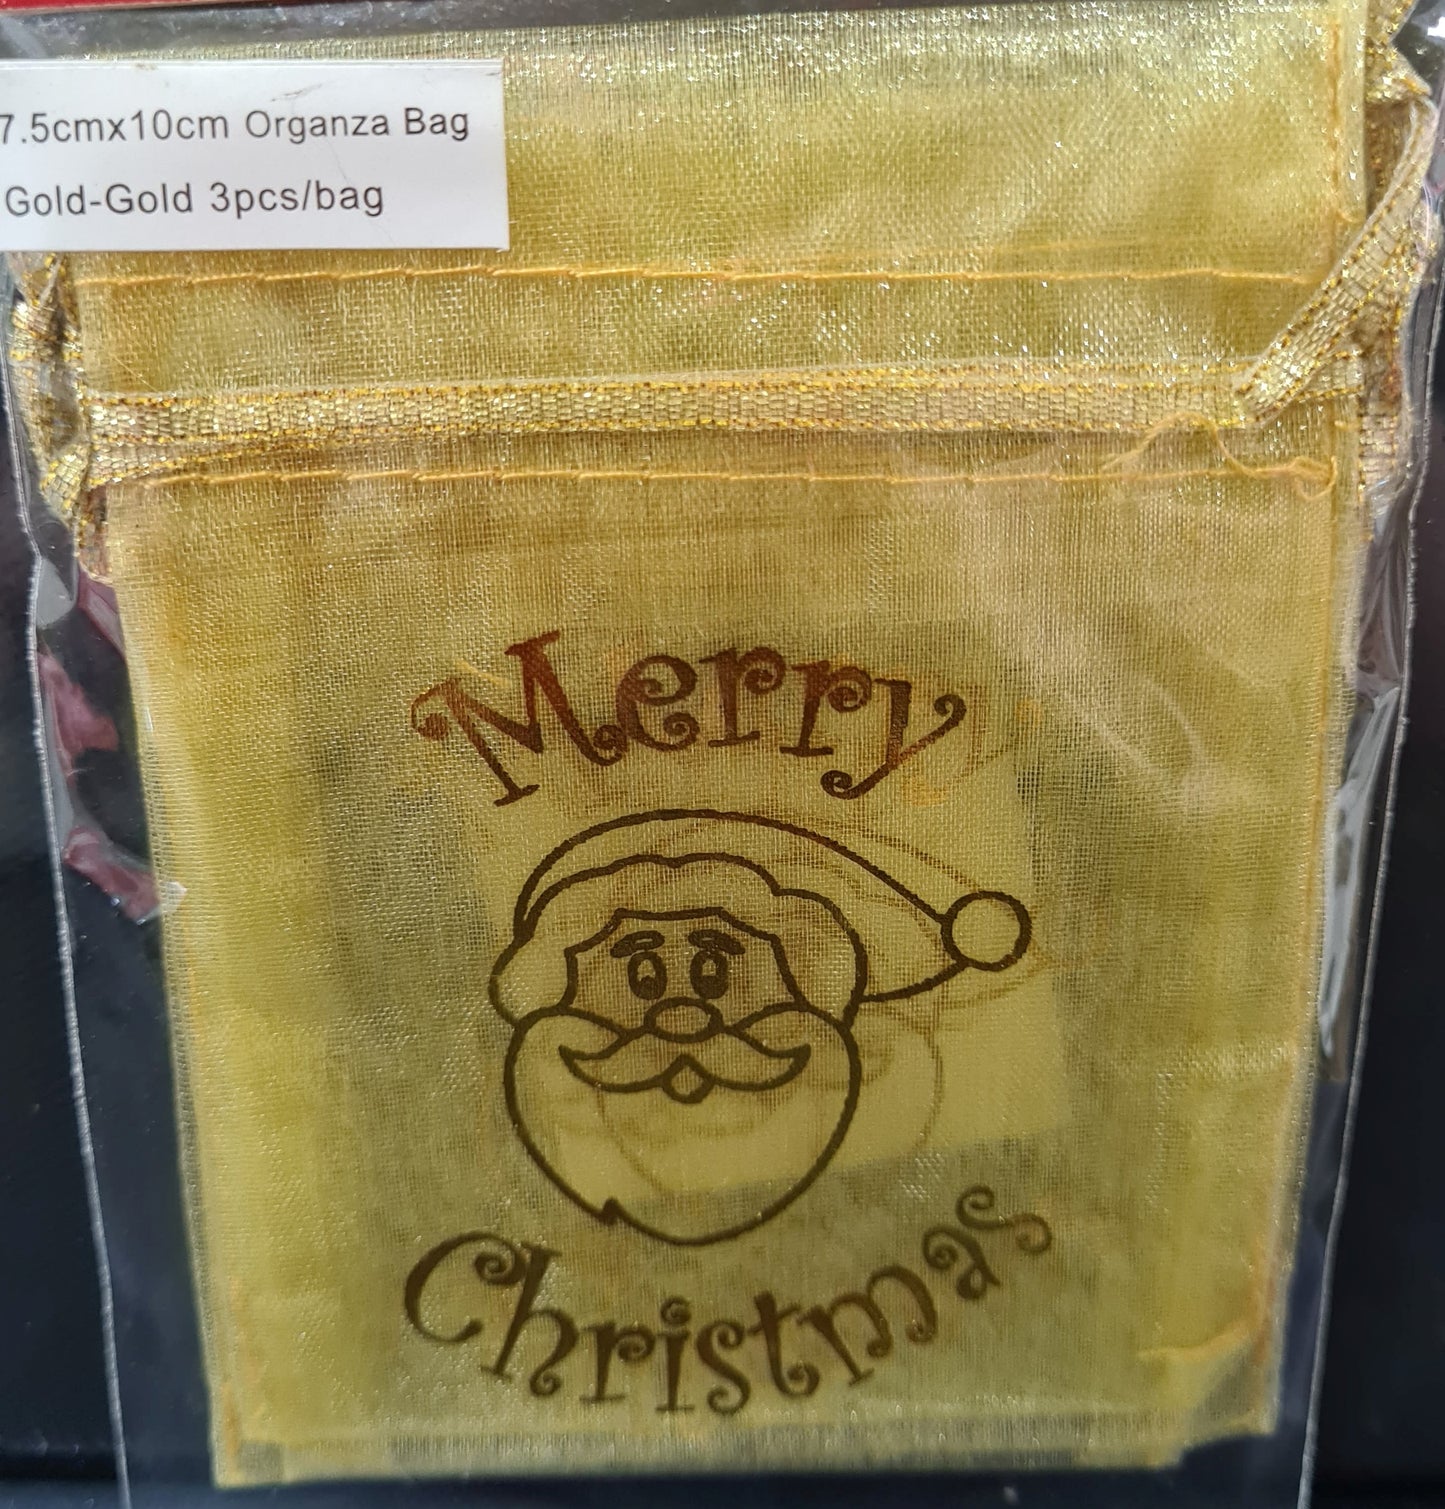 7.5cmx10cm Organza Bag
Gold-Gold 3pcs/bag
Merry
Christmas